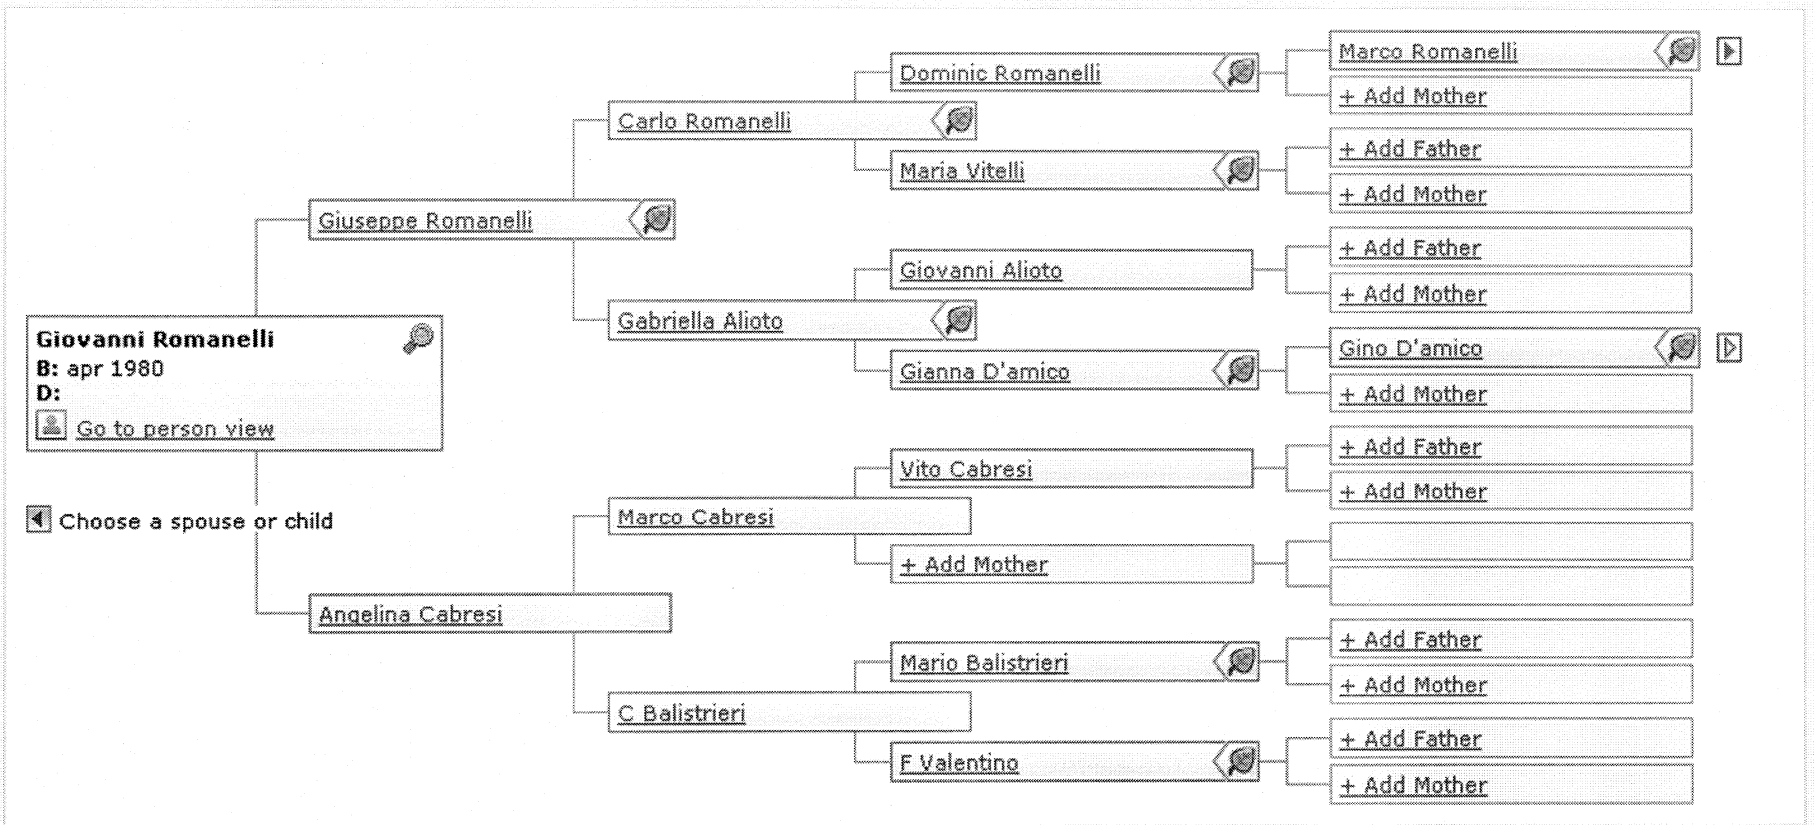 Marco Romanelli
Dominic Romanelli
+ Add Mother
Carlo Romanelli
+ Add Father
Maria Vitelli
+ Add Mother
Giuseppe Romanelli
+ Add Father
Giovanni Alioto
+ Add Mother
Gabriella Alioto
Giovanni Romanelli
B: apr 1980
D:
Go to person view
Gino D'amico
Gianna D'amico
+ Add Mother
+ Add Father
Vito Cabresi
+ Add Mother
Marco Cabresi
Choose a spouse or child
+ Add Mother
Angelina Cabresi
+ Add Father
Mario Balistrieri
+ Add Mother
C Balistrieri
+ Add Father
F Valentino
+ Add Mother